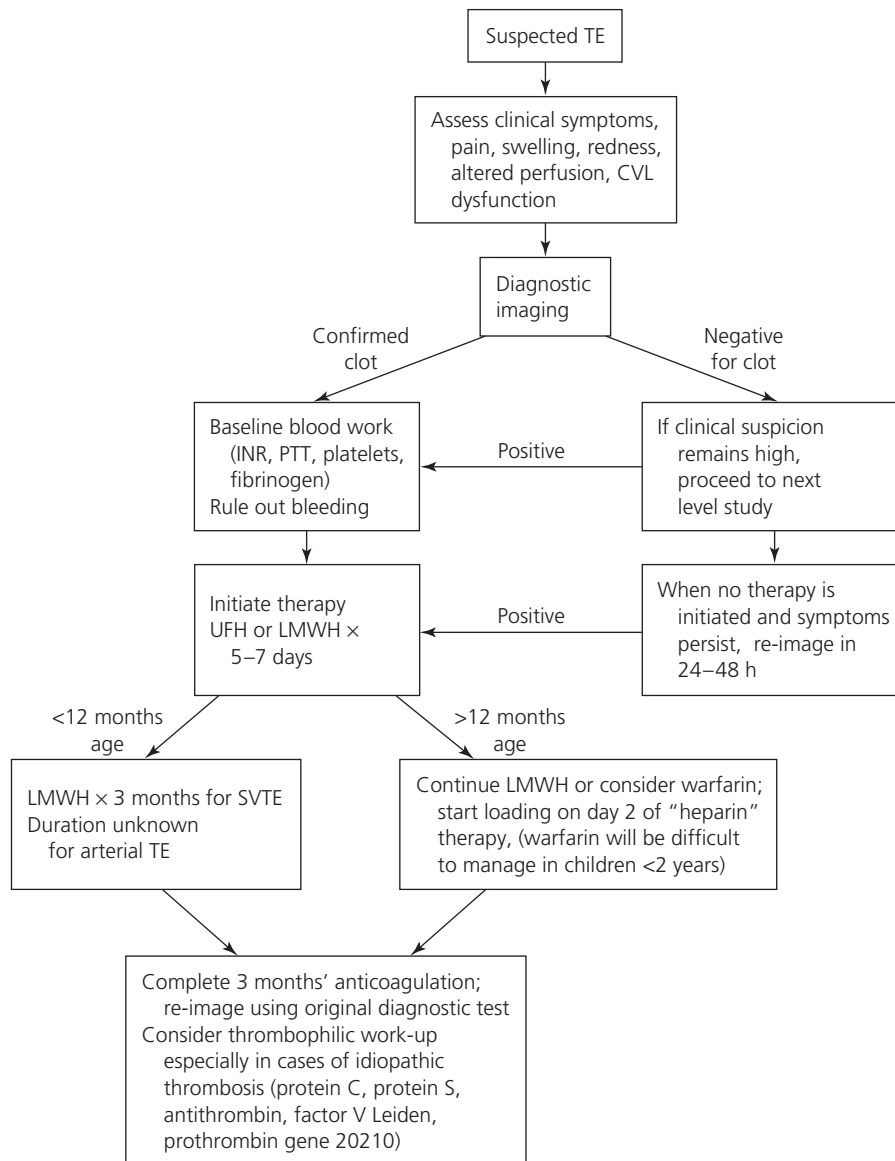 Suspected TE
Assess clinical symptoms,
pain, swelling, redness,
altered perfusion, CVL
dysfunction
Diagnostic
imaging
Confirmed
clot
Negative
for clot
Baseline blood work
(INR, PTT, platelets,
fibrinogen)
Rule out bleeding
Positive
If clinical suspicion
remains high,
proceed to next
level study
Initiate therapy
UFH or LMWH ×
5–7 days
Positive
When no therapy is
initiated and symptoms
persist, re-image in
24–48 h
<12 months
age
>12 months
age
LMWH × 3 months for SVTE
Duration unknown
for arterial TE
Continue LMWH or consider warfarin;
start loading on day 2 of “heparin”
therapy, (warfarin will be difficult
to manage in children <2 years)
Complete 3 months’ anticoagulation;
re-image using original diagnostic test
Consider thrombophilic work-up
especially in cases of idiopathic
thrombosis (protein C, protein S,
antithrombin, factor V Leiden,
prothrombin gene 20210)